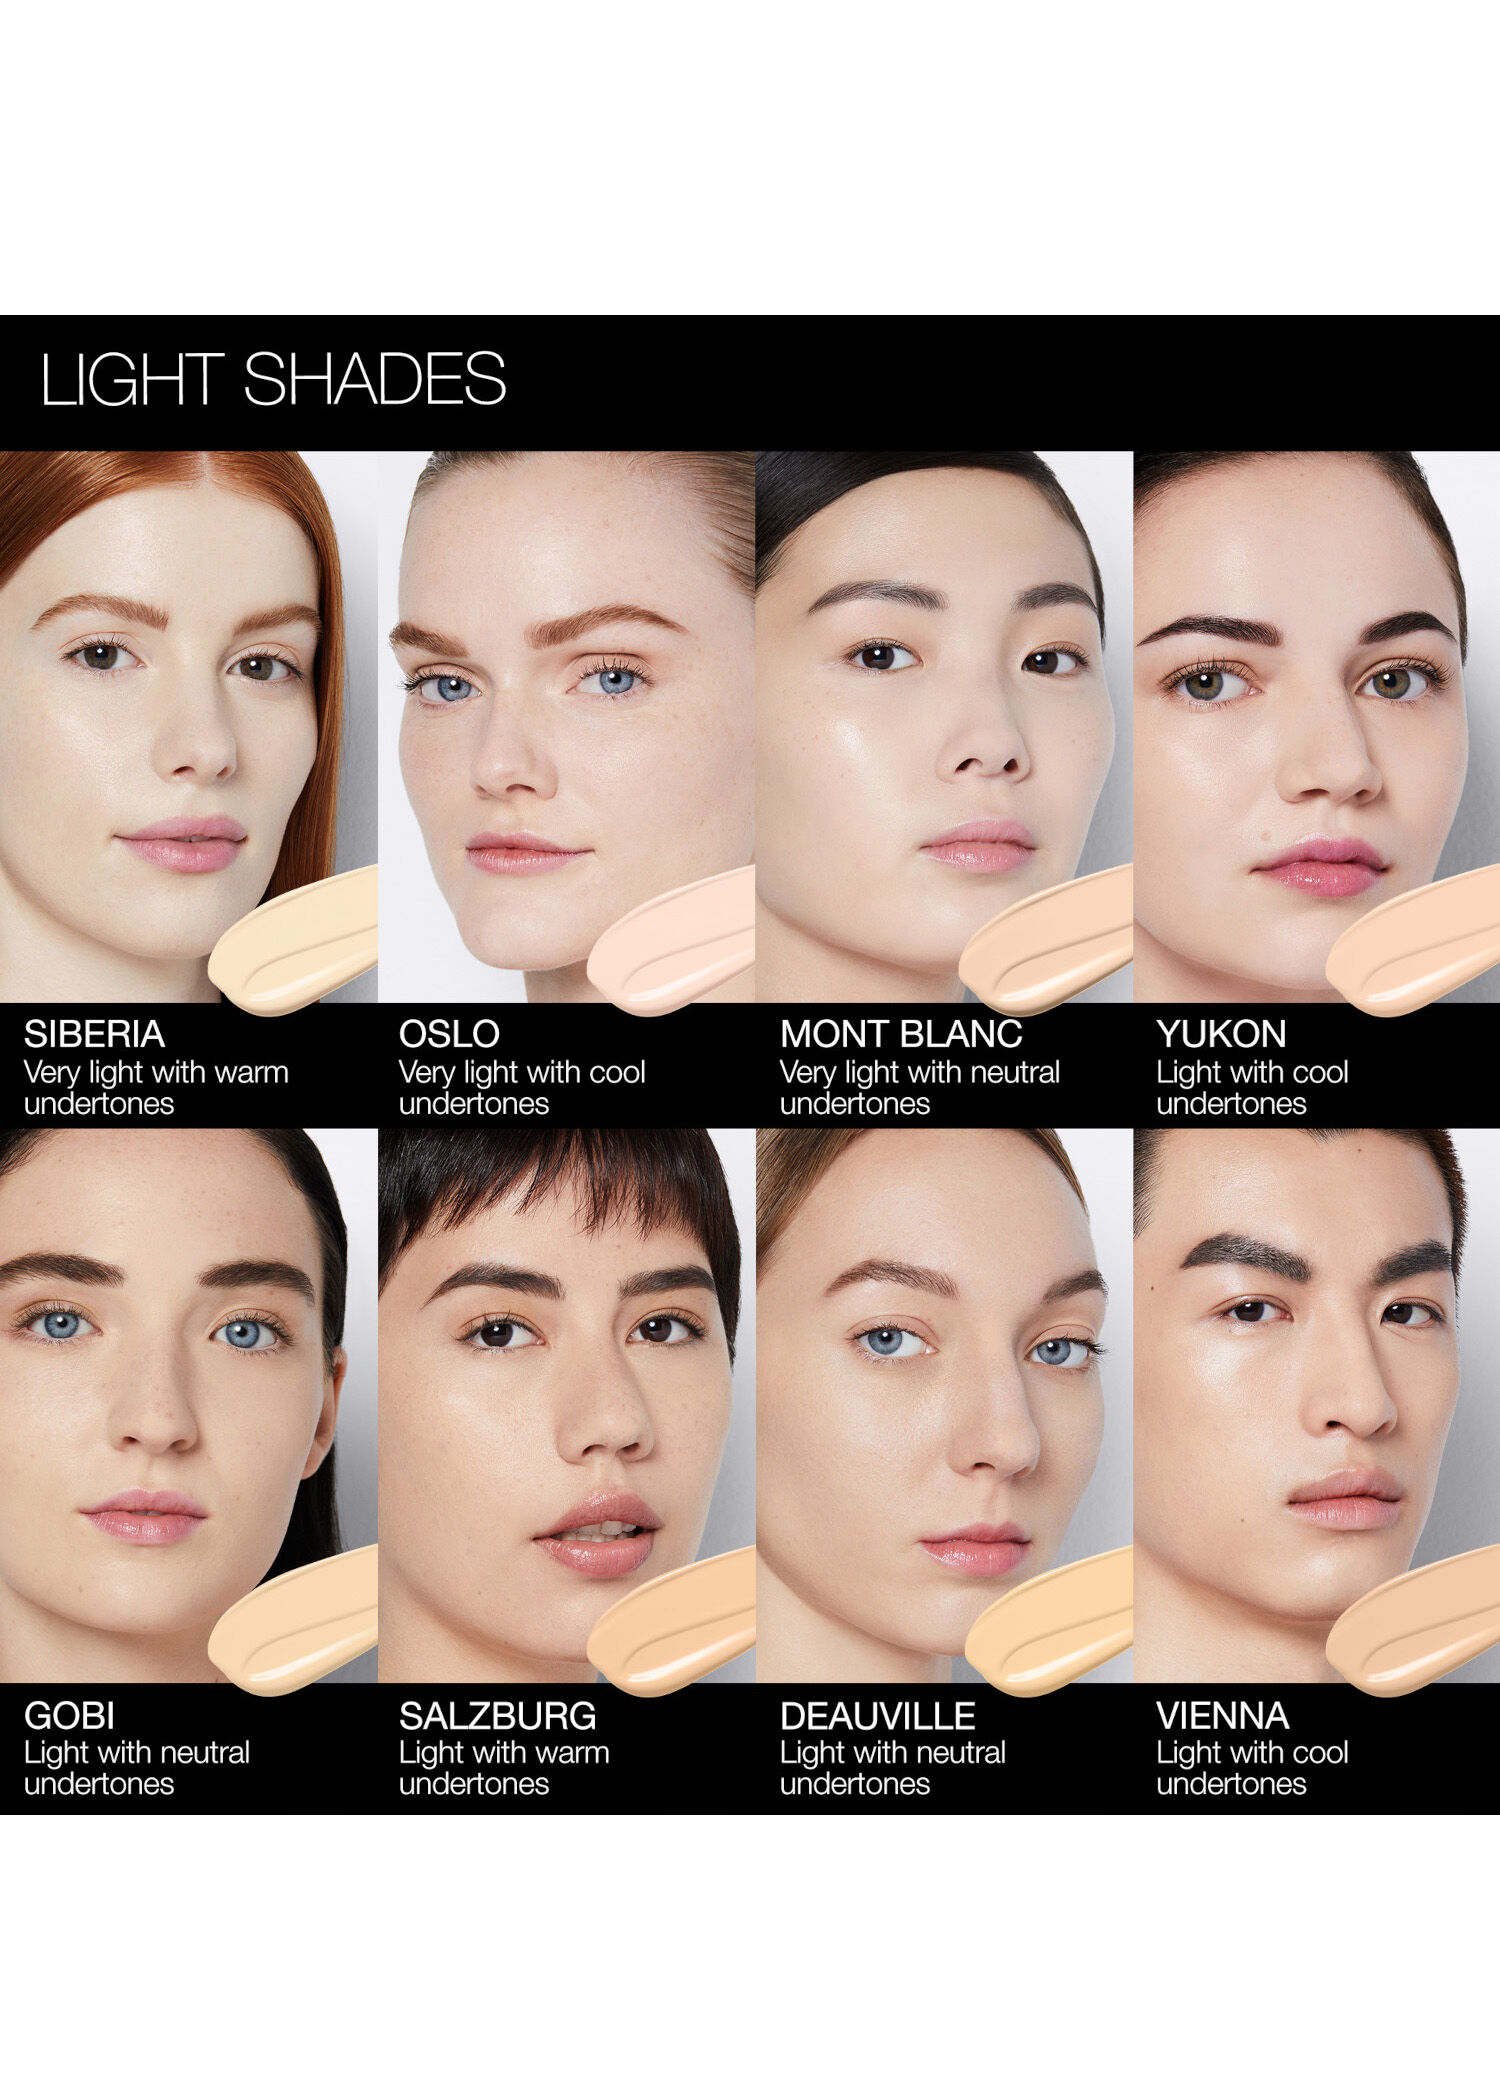 LIGHT SHADES
SIBERIA
Very light with warm
undertones
OSLO
Very light with cool
undertones
MONT BLANC
Very light with neutral
undertones
YUKON
Light with cool
undertones
GOBI
Light with neutral
undertones
SALZBURG
Light with warm
undertones
DEAUVILLE
Light with neutral
undertones
VIENNA
Light with cool
undertones